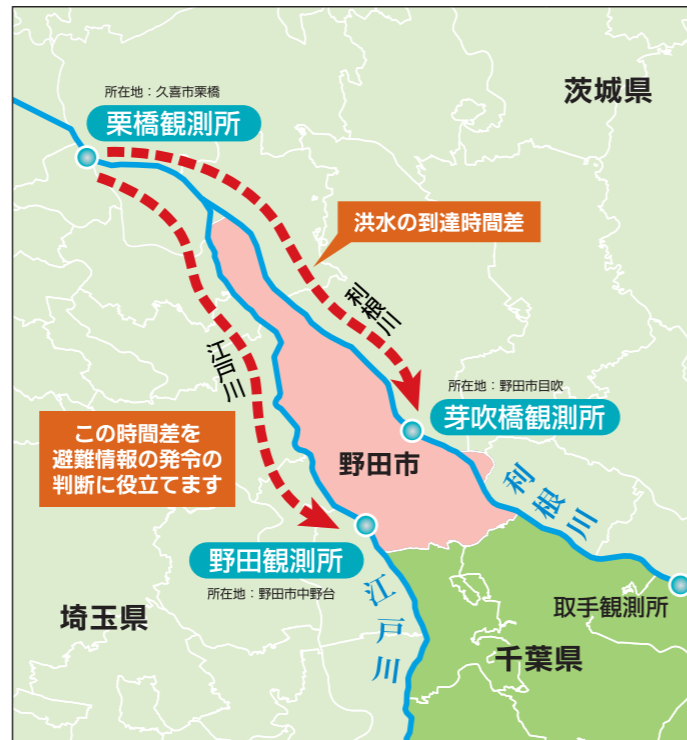 所在地：久喜市栗橋
栗橋観測所
茨城県
洪水の到達時間差
利根川
江戸川
所在地：野田市目吹
芽吹橋観測所
この時間差を
避難情報の発令の
判断に役立てます
野田市
利根川
野田観測所
所在地：野田市中野台
江戸川
取手観測所
埼玉県
千葉県